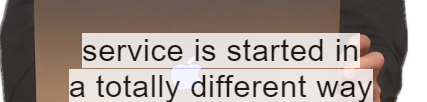 service is started in
a totally different way